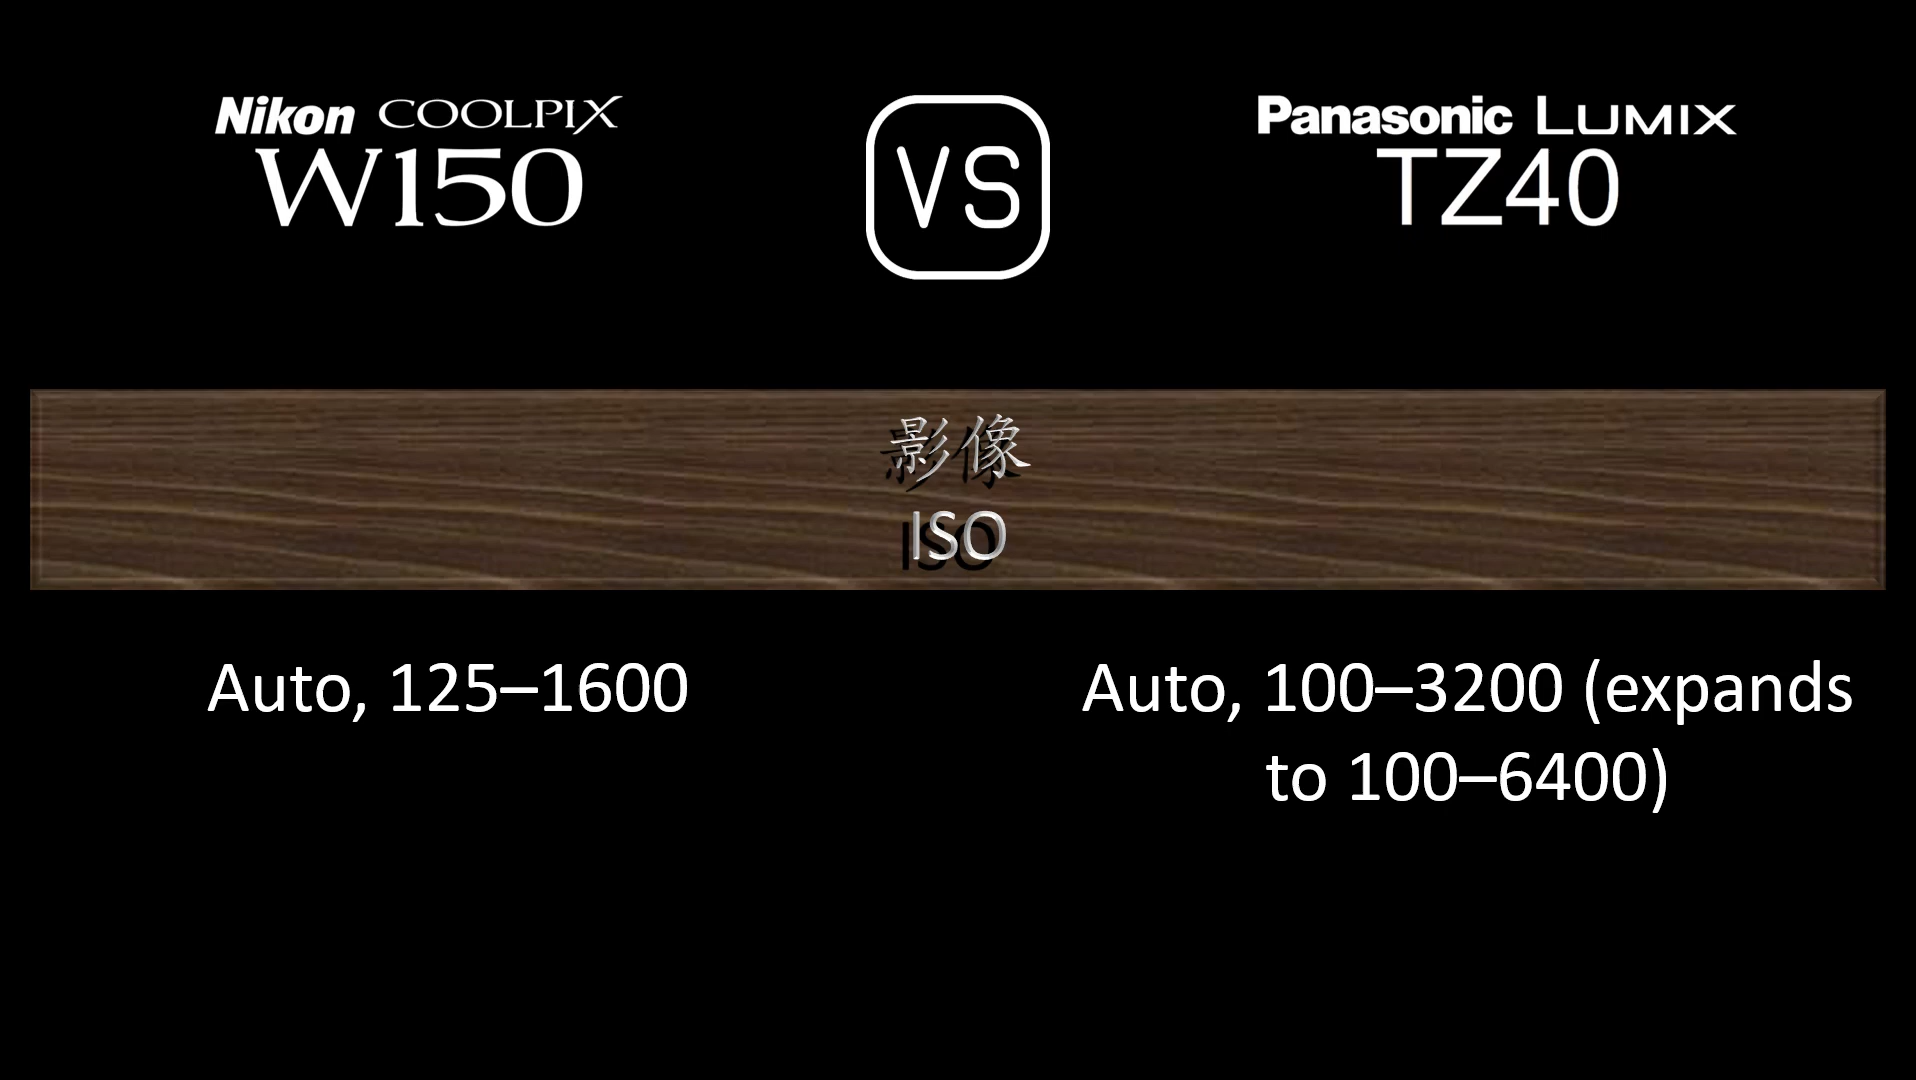 Nikon COOLPIX
W150
VS
Panasonic LUMIX
TZ40
影像
ISO
Auto, 125–1600
Auto, 100–3200 (expands
to 100–6400)